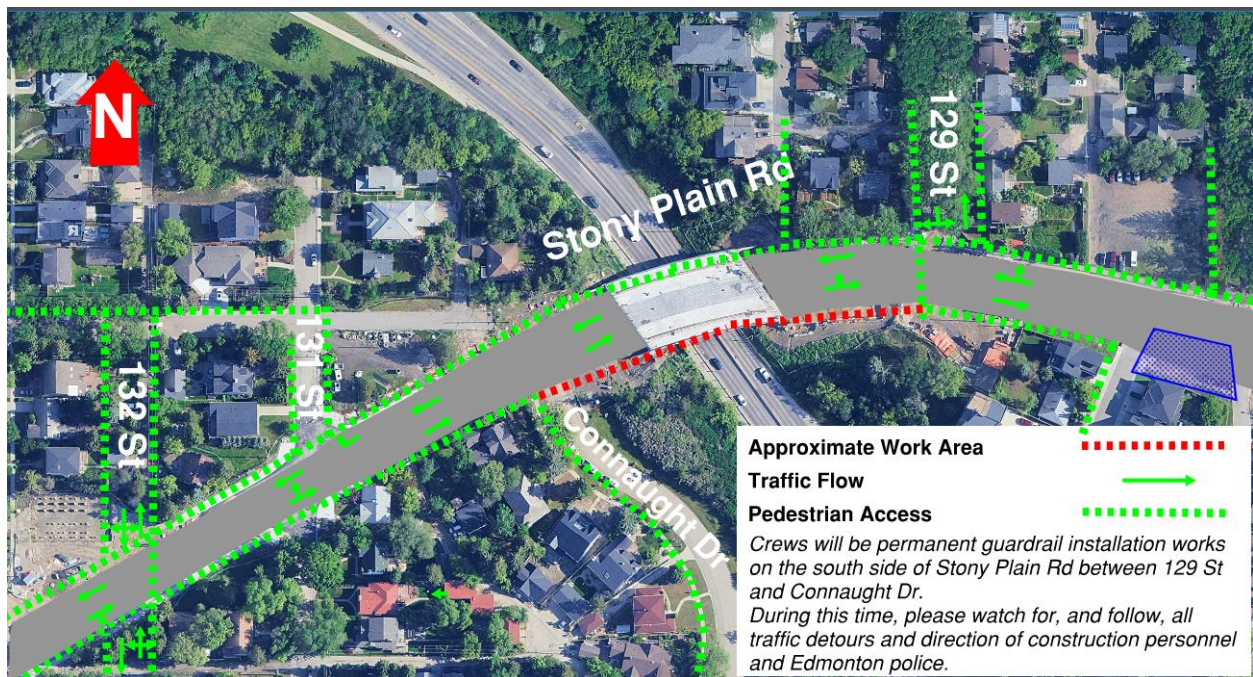 N
Stony Plain Rd
129 St
131 St
132 St
Connaught Dr
Approximate Work Area
Traffic Flow
Pedestrian Access
Crews will be permanent guardrail installation works
on the south side of Stony Plain Rd between 129 St
and Connaught Dr.
During this time, please watch for, and follow, all
traffic detours and direction of construction personnel
and Edmonton police.